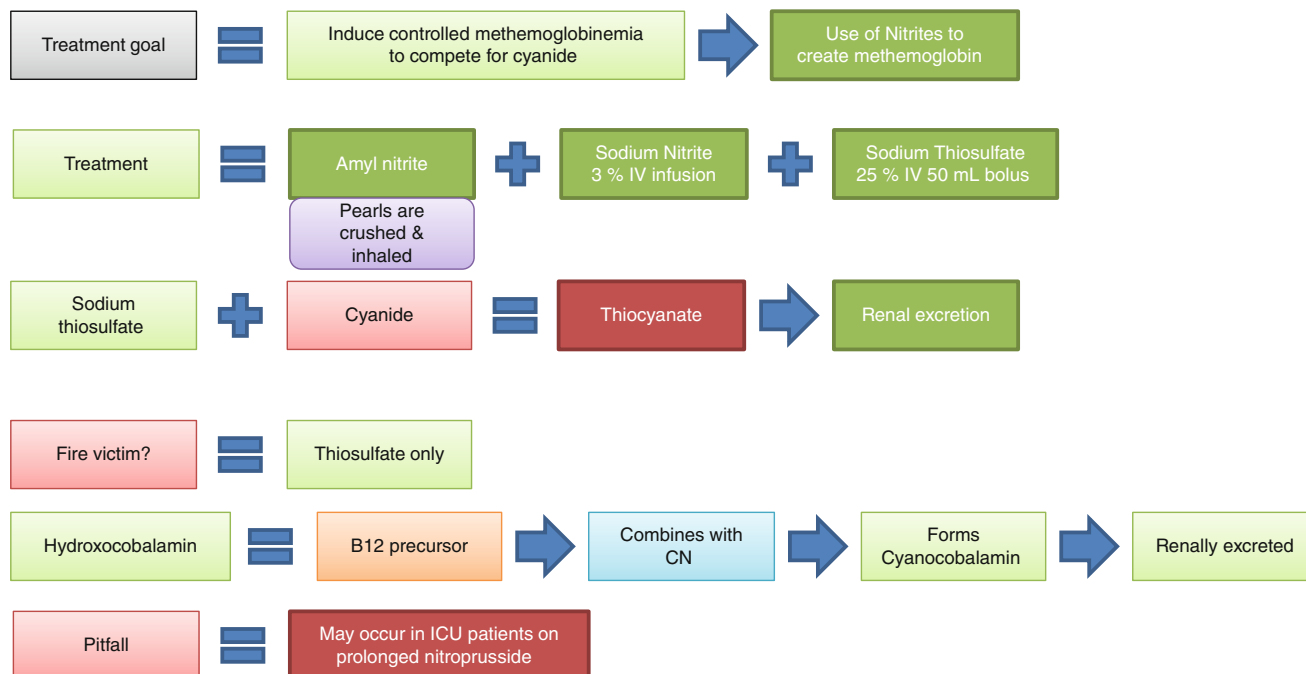 Treatment goal
Induce controlled methemoglobinemia
to compete for cyanide
Use of Nitrites to
create methemoglobin
Treatment
Amyl nitrite
Sodium Nitrite
3 % IV infusion
Sodium Thiosulfate
25 % IV 50 mL bolus
Pearls are
crushed &
inhaled
Sodium
thiosulfate
Cyanide
Thiocyanate
Renal excretion
Fire victim?
Thiosulfate only
Hydroxocobalamin
B12 precursor
Combines with
CN
Forms
Cyanocobalamin
Renally excreted
Pitfall
May occur in ICU patients on
prolonged nitroprusside